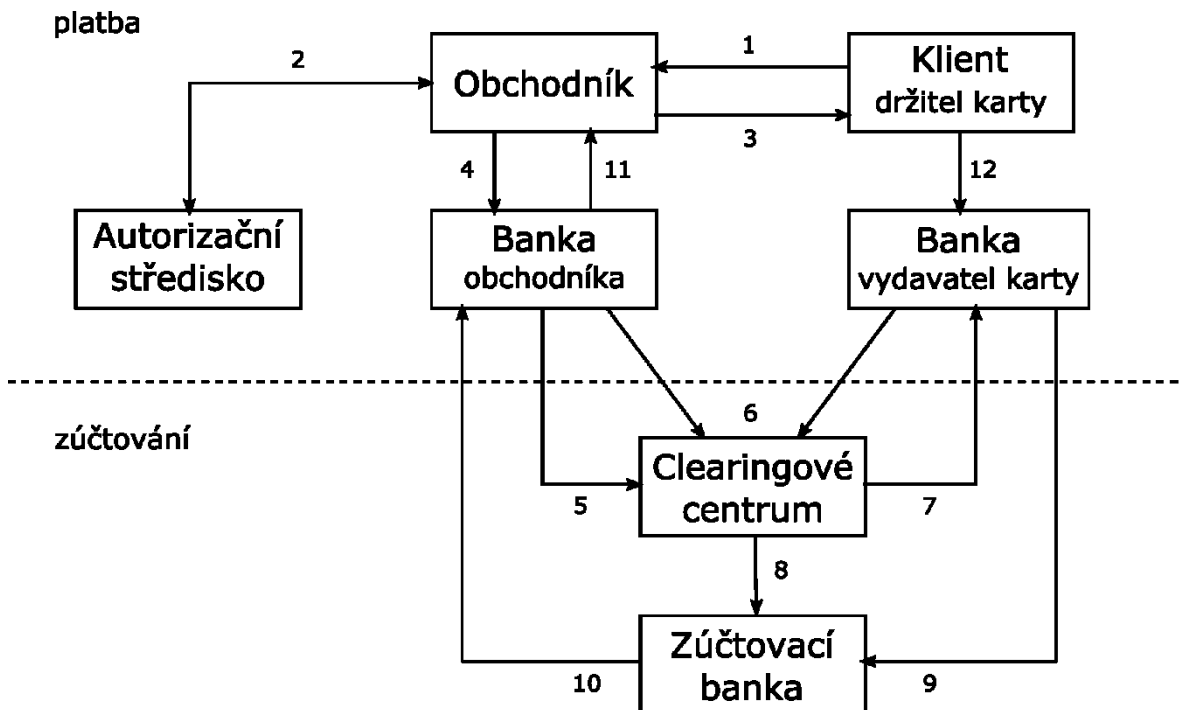 platba
2
1
Obchodník
Klient
držitel karty
3
4
11
12
Autorizační
středisko
Banka
obchodníka
Banka
vydavatel karty
zúčtování
6
Clearingové
centrum
5
7
8
Zúčtovací
banka
10
9